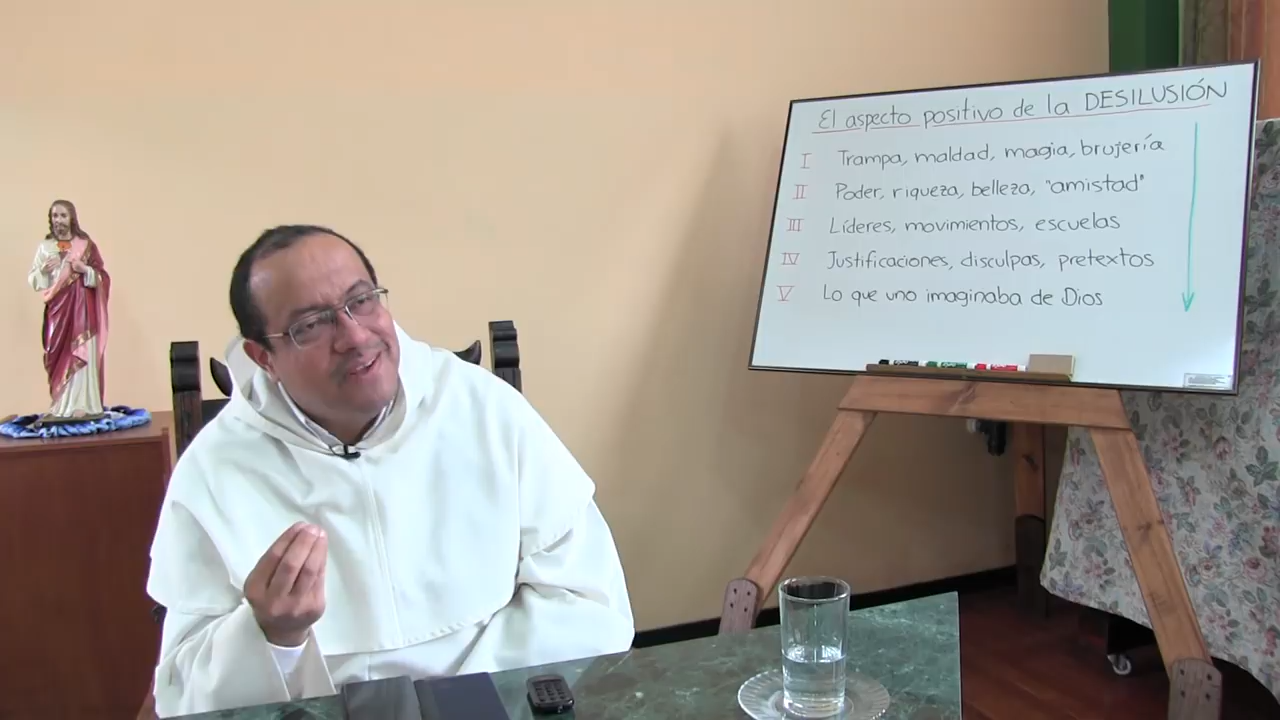 El aspecto positivo de la DESILUSIÓN
I Trampa, maldad, magia, brujería
II Poder, riqueza, belleza, "amistad"
III Líderes, movimientos, escuelas
IV Justificaciones, disculpas, pretextos
V Lo que uno imaginaba de Dios